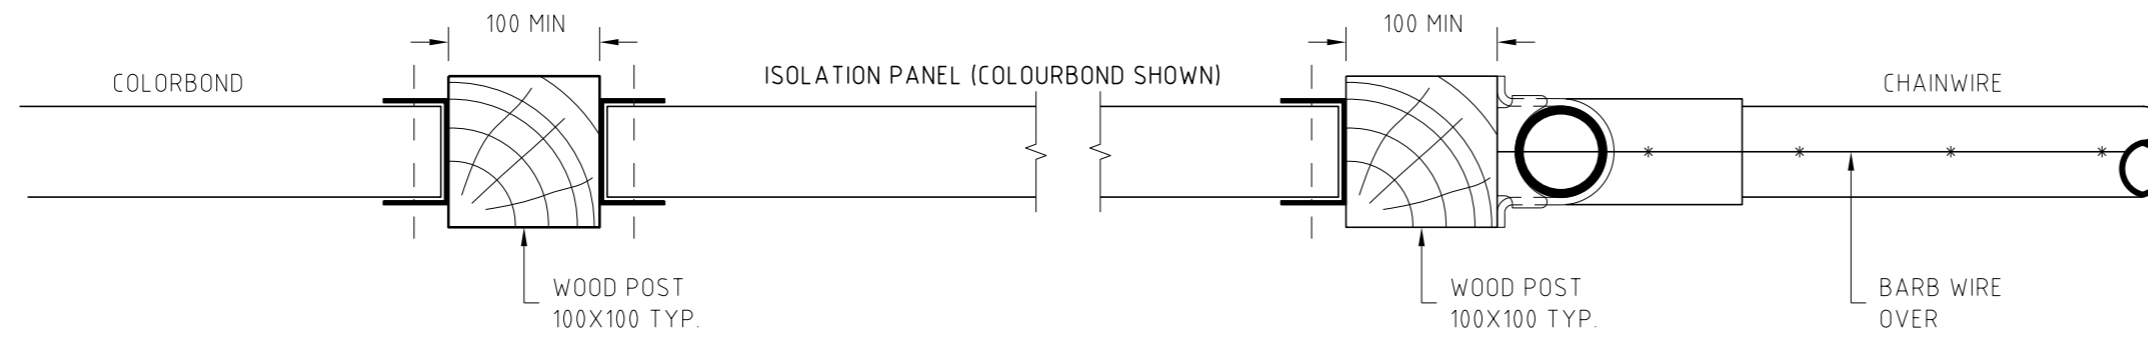 100 MIN
100 MIN
COLORBOND
ISOLATION PANEL (COLOURBOND SHOWN)
CHAINWIRE
WOOD POST
100X100 TYP.
WOOD POST
100X100 TYP.
BARB WIRE
OVER